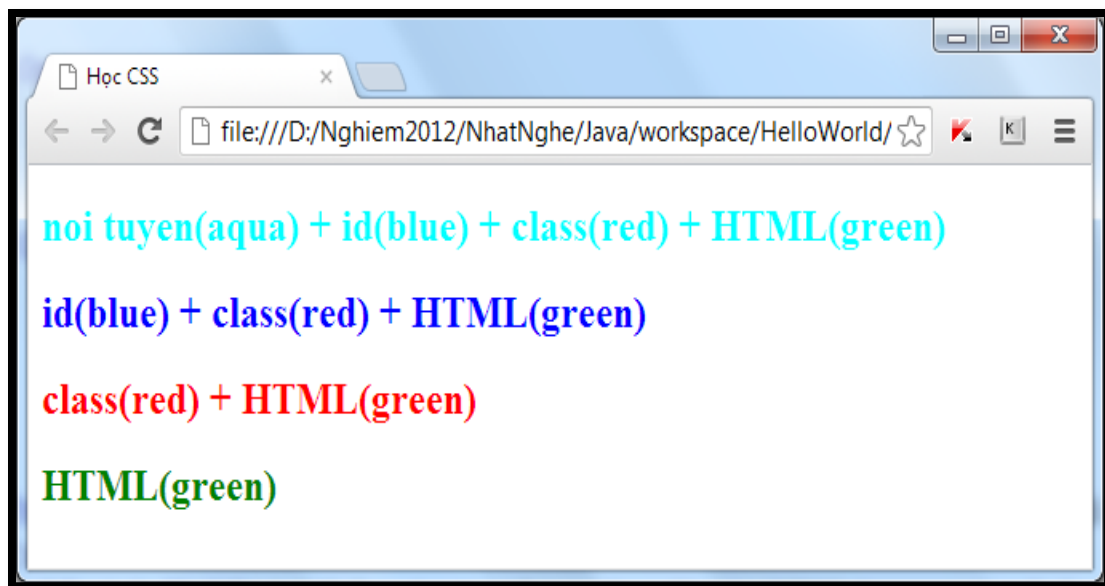 Học CSS
file:///D:/Nghiem2012/NhatNghe/Java/workspace/HelloWorld/
noi tuyen(aqua) + id(blue) + class(red) + HTML(green)
id(blue) + class(red) + HTML(green)
class(red) + HTML(green)
HTML(green)